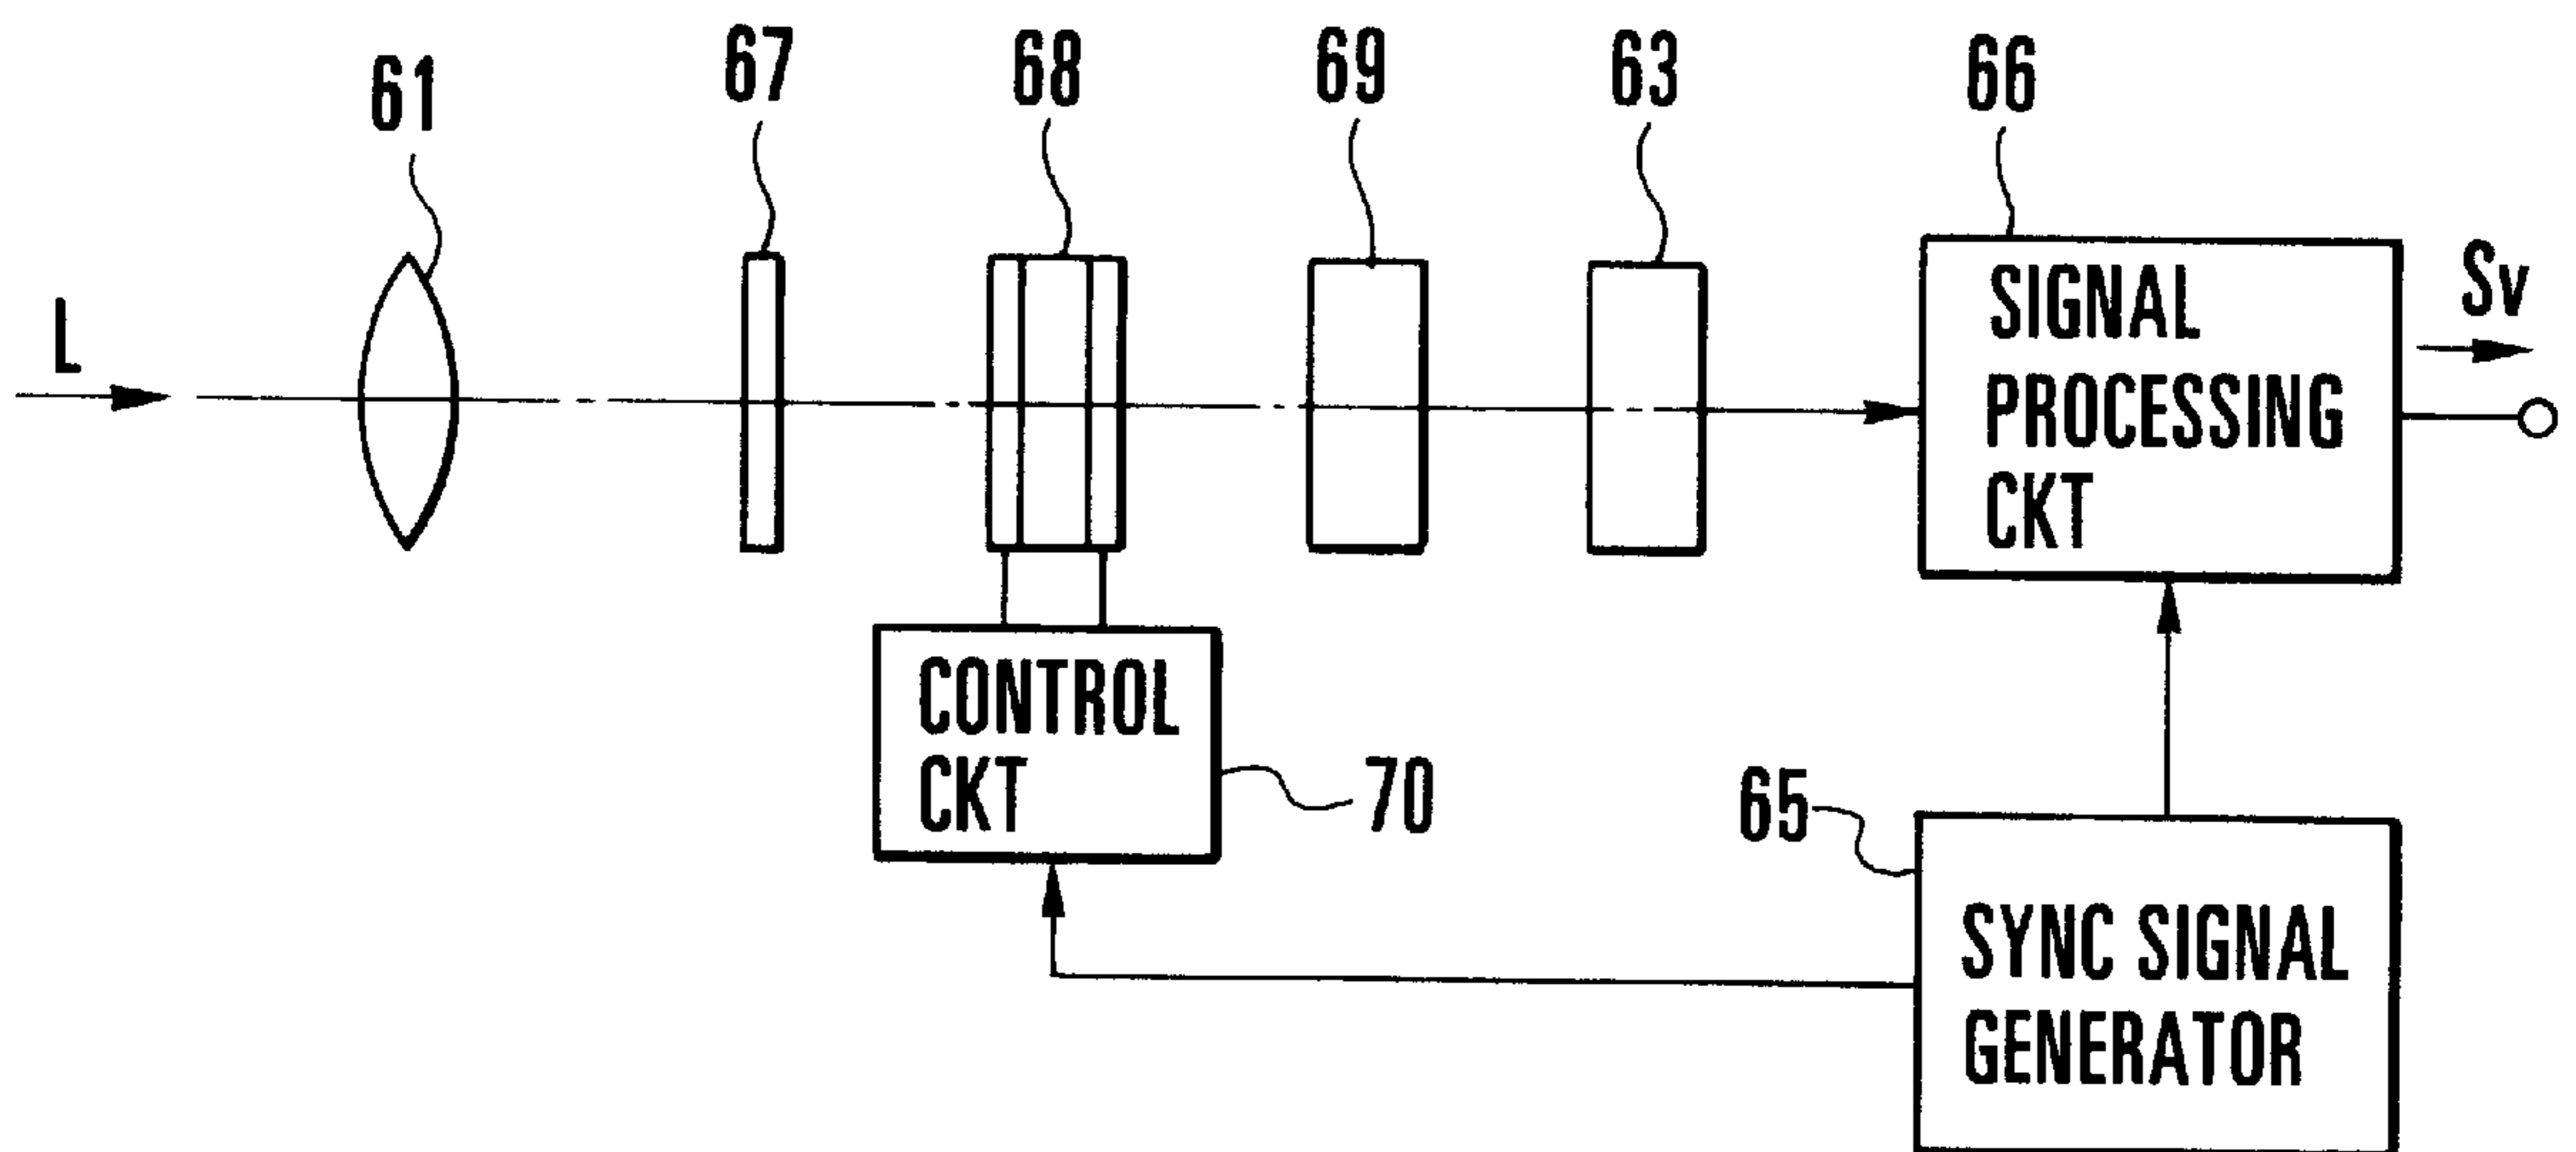 61
67
68
69
63
66
L
SIGNAL
PROCESSING
CKT
Sv
CONTROL
CKT
70
65
SYNC SIGNAL
GENERATOR